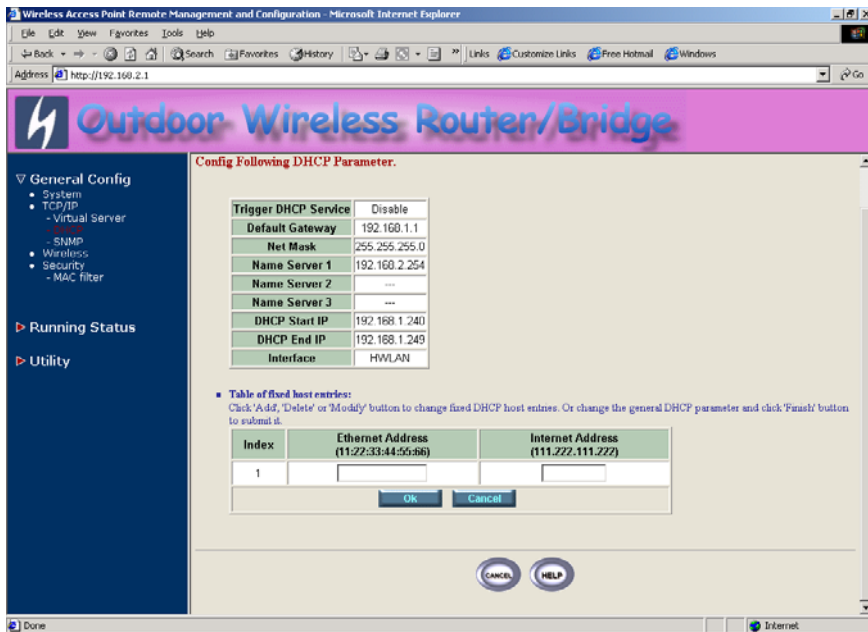 Wireless Access Point Remote Management and Configuration - Microsoft Internet Explorer
File Edit View Favorites Tools Help
Back Search Favorites History » Links Customize Links Free Hotmail Windows
Address http://192.168.2.1 Go
Outdoor Wireless Router/Bridge
General Config
• System
• TCP/IP
- Virtual Server
- DHCP
- SNMP
• Wireless
• Security
- MAC filter
Running Status
Utility
Config Following DHCP Parameter.
Trigger DHCP Service Disable
Default Gateway 192.168.1.1
Net Mask 255.255.255.0
Name Server 1 192.168.2.254
Name Server 2 ---
Name Server 3 ---
DHCP Start IP 192.168.1.240
DHCP End IP 192.168.1.249
Interface HWLAN
Table of fixed host entries:
Click 'Add', 'Delete' or 'Modify' button to change fixed DHCP host entries. Or change the general DHCP parameter and click 'Finish' button
to submit it.
Index Ethernet Address (11:22:33:44:55:66) Internet Address (111.222.111.222)
1
Ok Cancel
CANCEL HELP
Done Internet